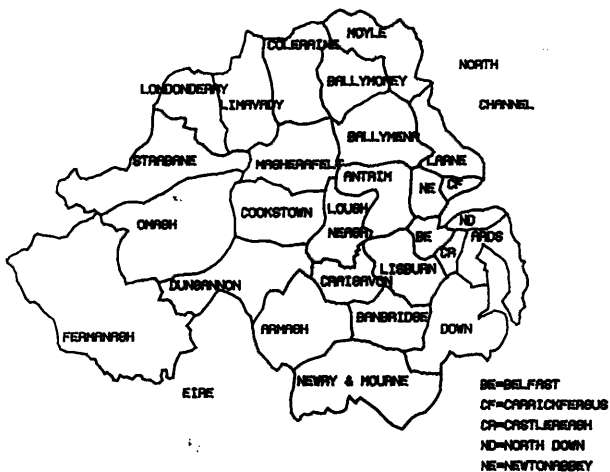 MOYLE
COLERAINE
NORTH
LONDONDERRY
BALLYMONEY
LIMAVADY
CHANNEL
BALLYMENA
STRABANE
MAGHERAFELT
LARNE
ANTRIM
NE
CF
OMAGH
COOKSTOWN
LOUGH
NEAGH
ND
BE
ARDS
CR
LISBURN
DUNGANNON
CRAIGAVON
FERMANAGH
ARMAGH
BANBRIDGE
DOWN
NEWRY & MOURNE
EIRE
BE=BELFAST
CF=CARRICKFERGUS
CR=CASTLEREAGH
ND=NORTH DOWN
NE=NEWTONABBEY